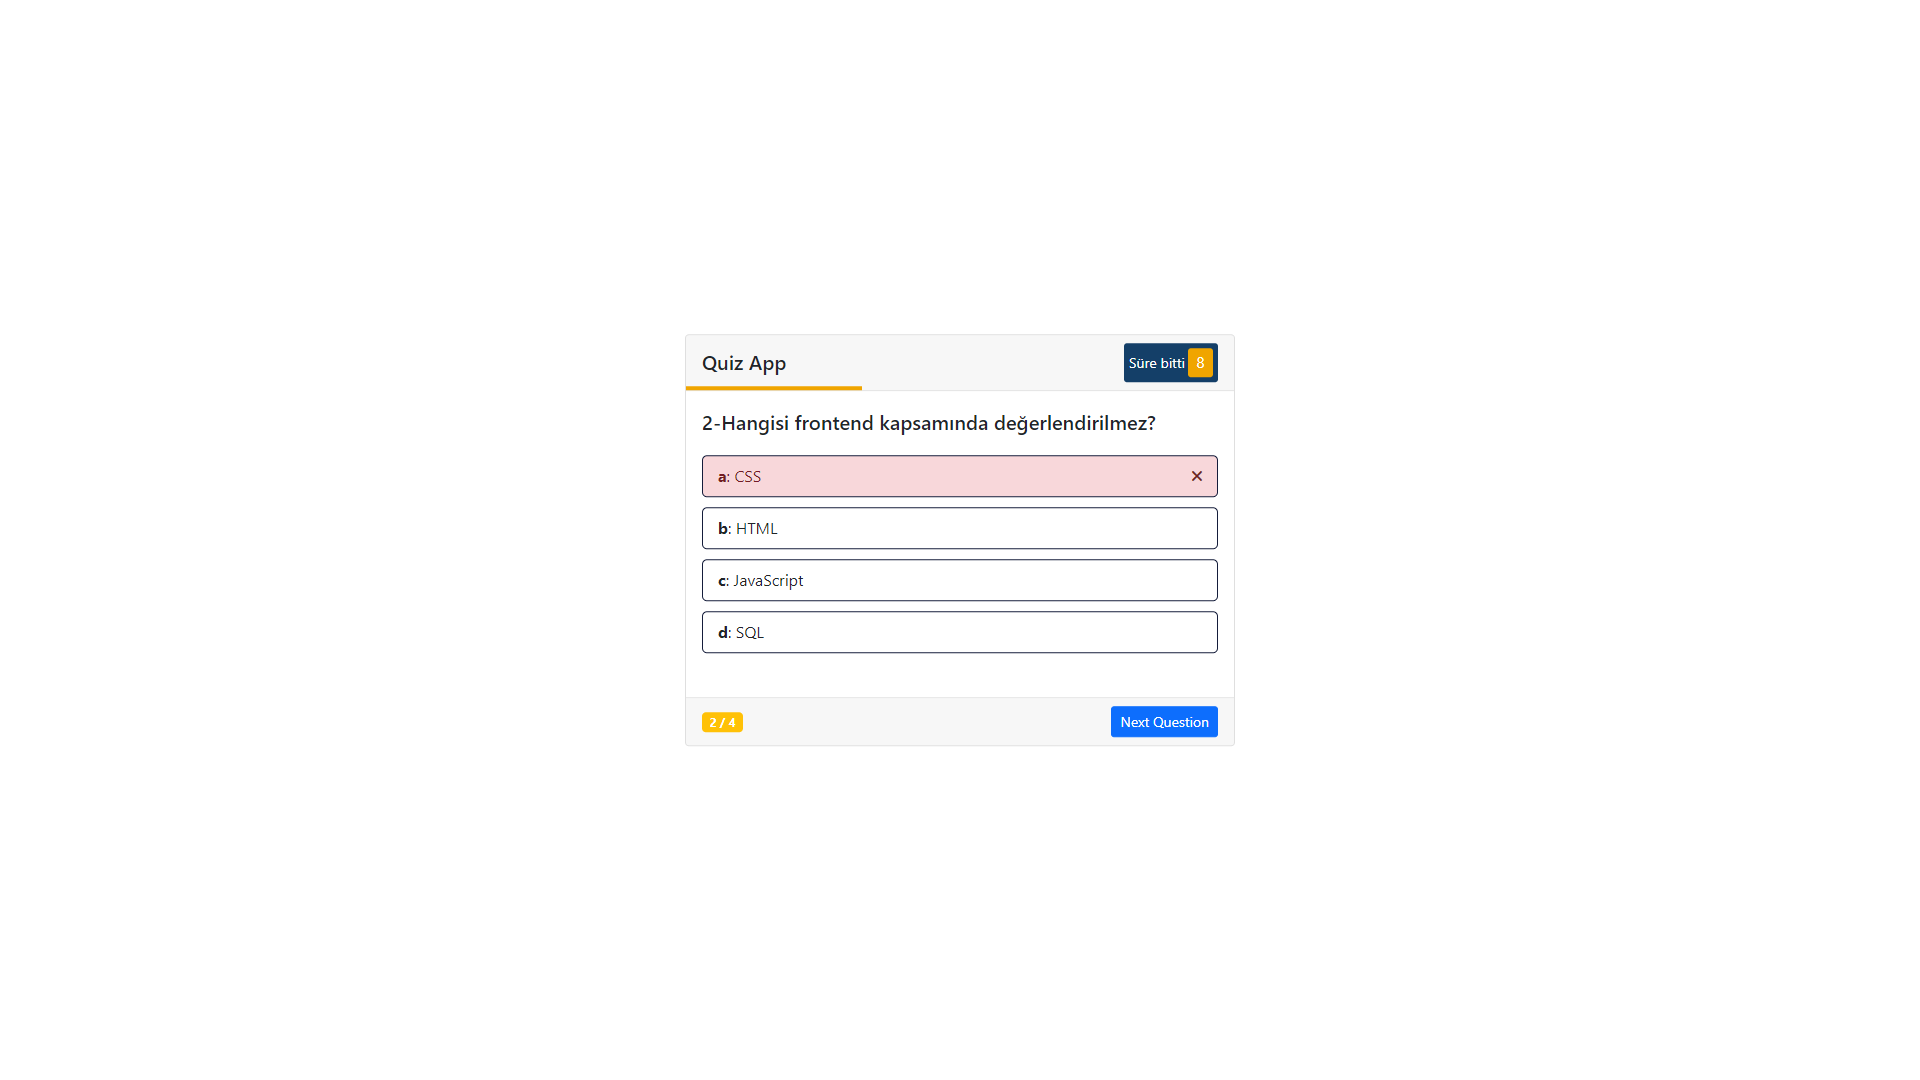 Quiz App
Süre bitti 8
2-Hangisi frontend kapsamında değerlendirilmez?
a: CSS
b: HTML
c: JavaScript
d: SQL
2 / 4
Next Question